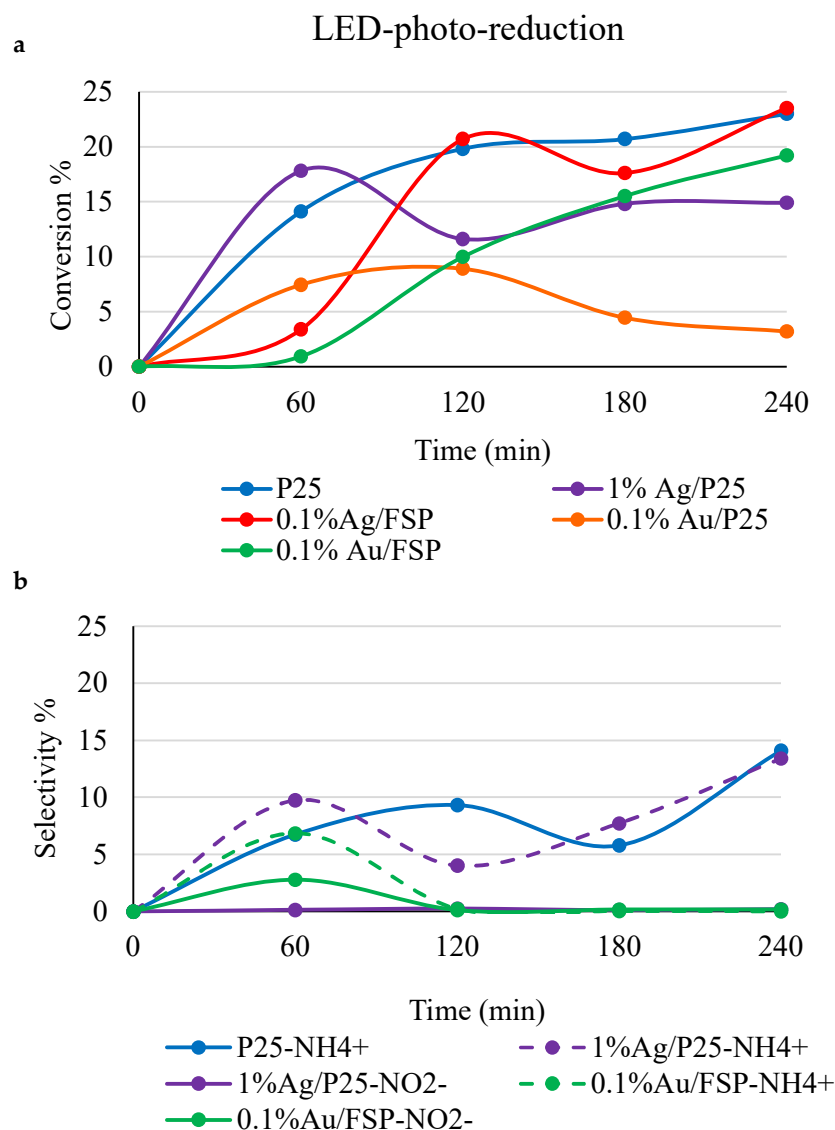 LED-photo-reduction
a
25
20
15
10
5
0
Conversion %
0 60 120 180 240
Time (min)
P25 1% Ag/P25
0.1%Ag/FSP 0.1% Au/P25
0.1% Au/FSP
b
25
20
15
10
5
0
Selectivity %
0 60 120 180 240
Time (min)
P25-NH4+ 1%Ag/P25-NH4+
1%Ag/P25-NO2- 0.1%Au/FSP-NH4+
0.1%Au/FSP-NO2-